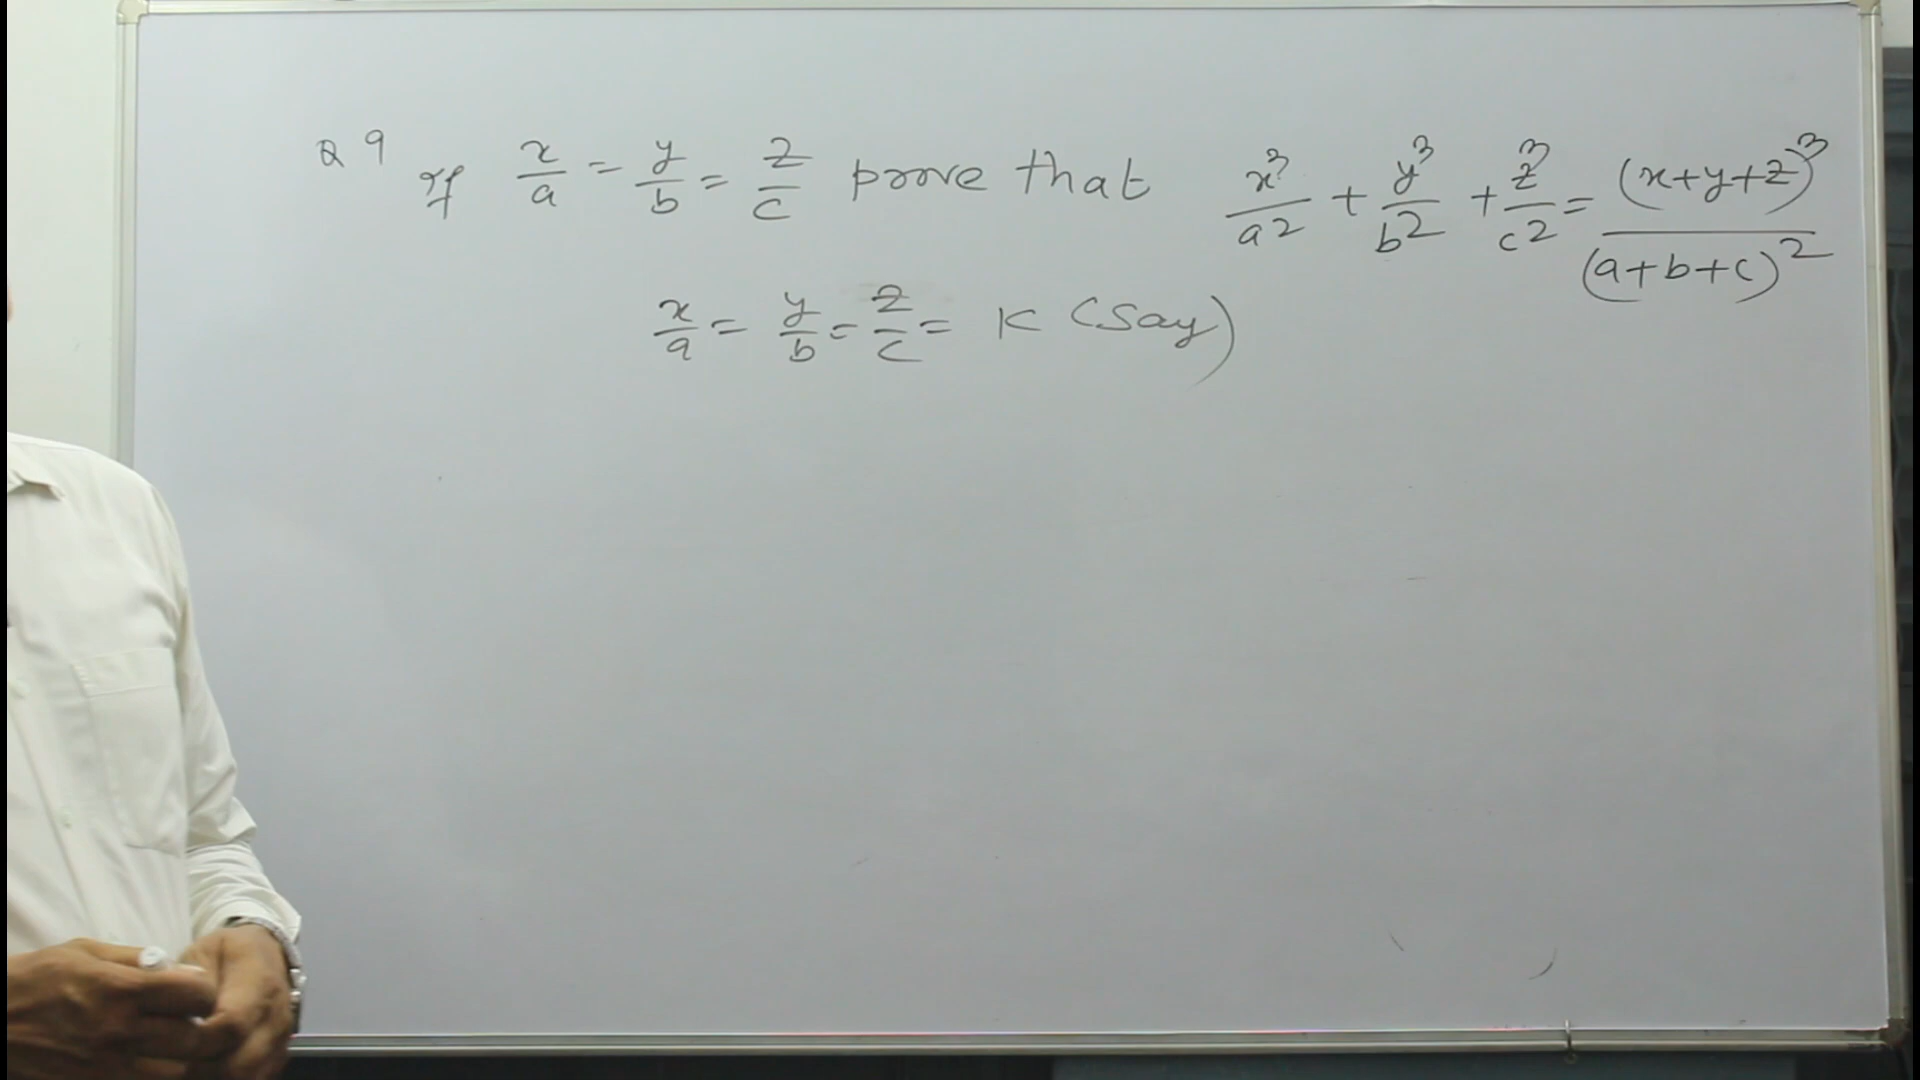 Q 9 If x/a = y/b = z/c prove that x³/a² + y³/b² + z³/c² = (x+y+z)³/(a+b+c)²
x/a = y/b = z/c = K (Say)